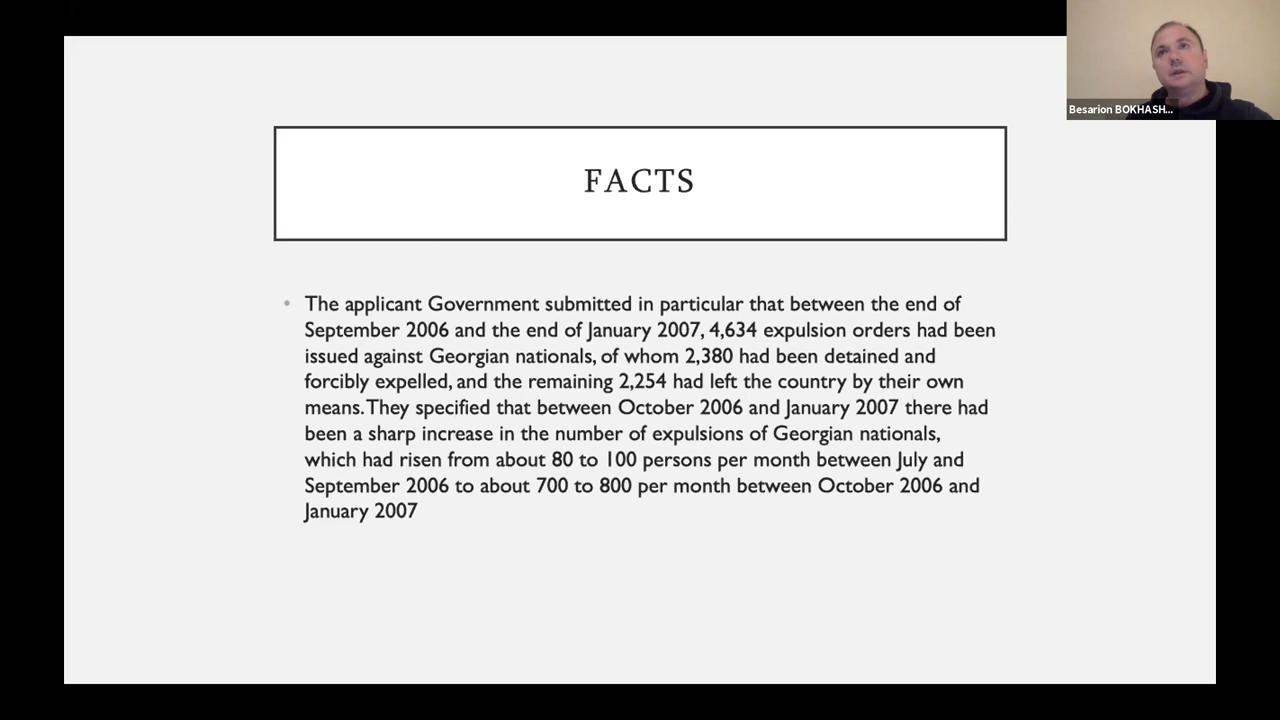 Besarion BOKHASH...
FACTS
• The applicant Government submitted in particular that between the end of
September 2006 and the end of January 2007, 4,634 expulsion orders had been
issued against Georgian nationals, of whom 2,380 had been detained and
forcibly expelled, and the remaining 2,254 had left the country by their own
means. They specified that between October 2006 and January 2007 there had
been a sharp increase in the number of expulsions of Georgian nationals,
which had risen from about 80 to 100 persons per month between July and
September 2006 to about 700 to 800 per month between October 2006 and
January 2007